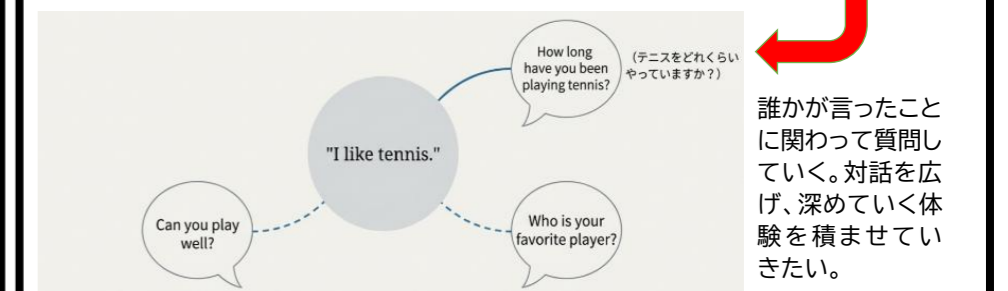 How long
have you been
playing tennis?
（テニスをどれくらい
やっていますか？）
"I like tennis."
Can you play
well?
Who is your
favorite player?
誰かが言ったこと
に関わって質問し
ていく。対話を広
げ、深めていく体
験を積ませてい
きたい。